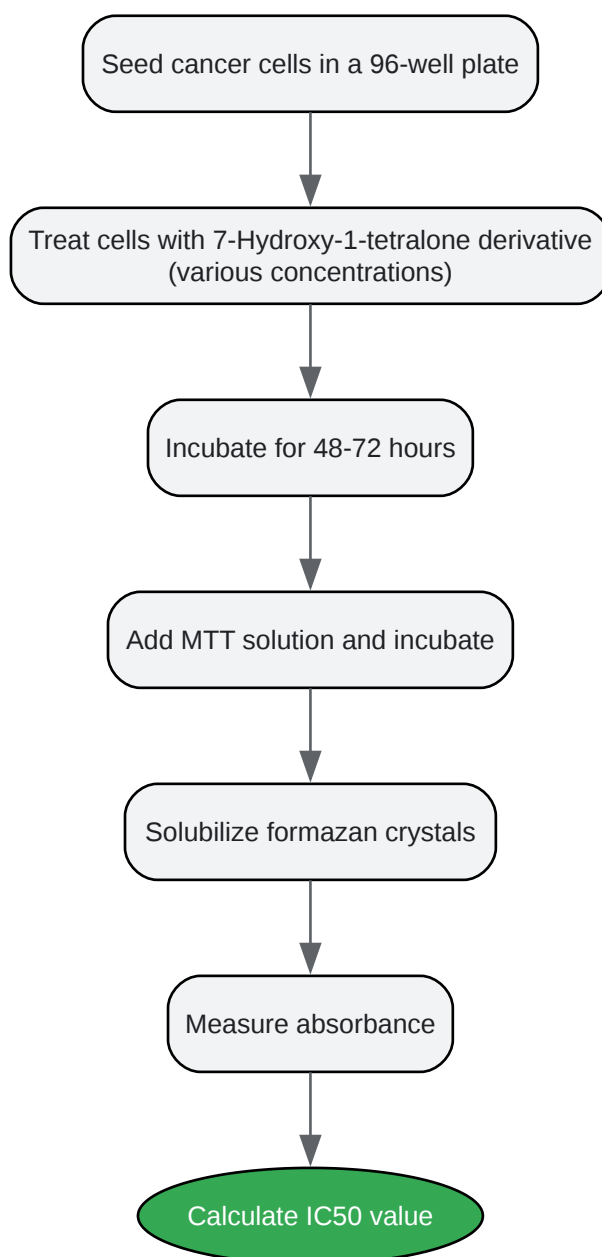 Seed cancer cells in a 96-well plate
Treat cells with 7-Hydroxy-1-tetralone derivative
(various concentrations)
Incubate for 48-72 hours
Add MTT solution and incubate
Solubilize formazan crystals
Measure absorbance
Calculate IC50 value